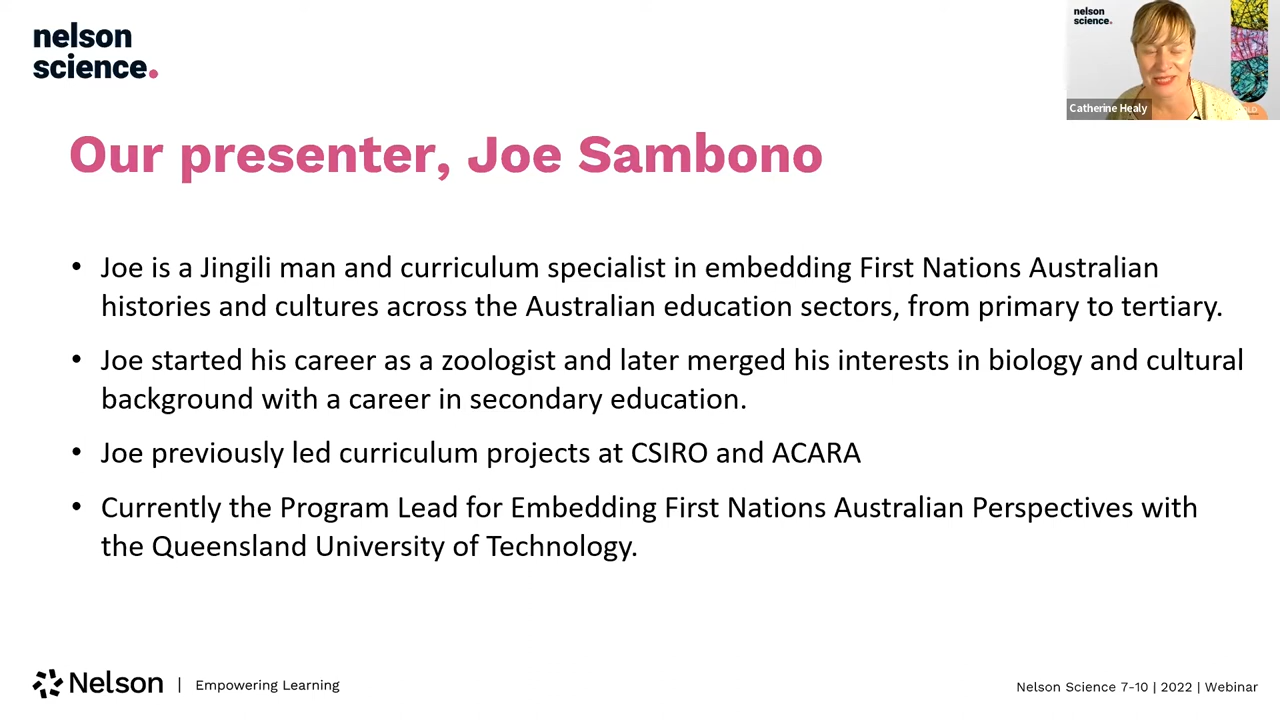 nelson
science.
nelson
science.
Catherine Healy
Our presenter, Joe Sambono
• Joe is a Jingili man and curriculum specialist in embedding First Nations Australian
histories and cultures across the Australian education sectors, from primary to tertiary.
• Joe started his career as a zoologist and later merged his interests in biology and cultural
background with a career in secondary education.
• Joe previously led curriculum projects at CSIRO and ACARA
• Currently the Program Lead for Embedding First Nations Australian Perspectives with
the Queensland University of Technology.
Nelson | Empowering Learning
Nelson Science 7-10 | 2022 | Webinar